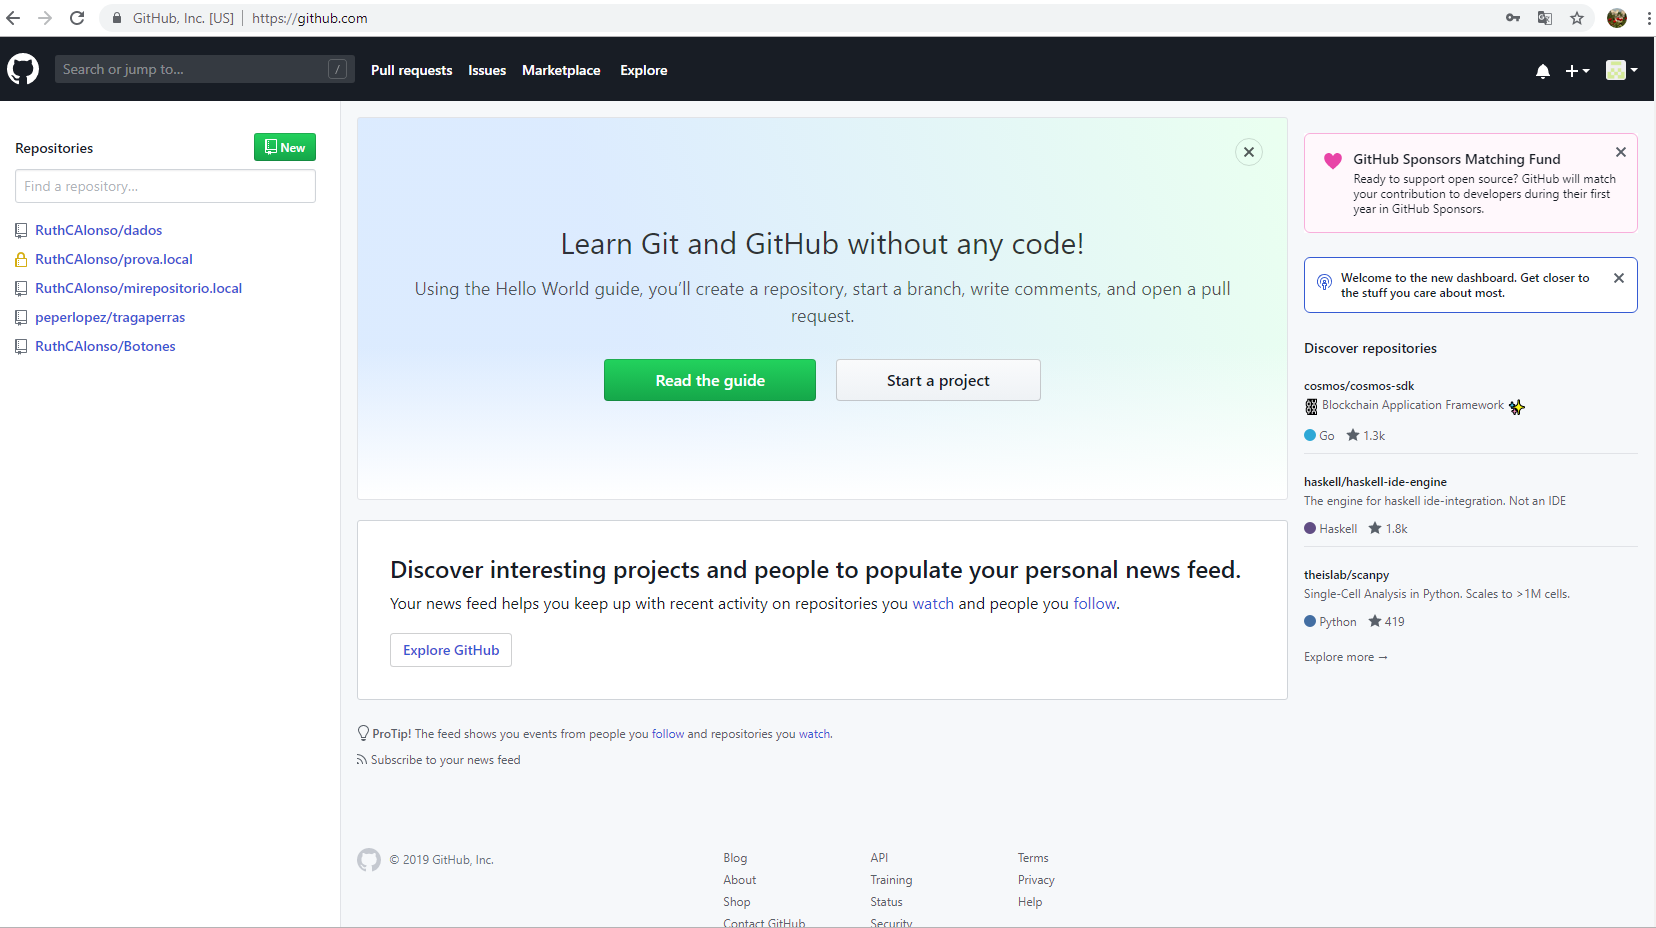 GitHub, Inc. [US] | https://github.com
Search or jump to... /
Pull requests Issues Marketplace Explore
Repositories
New
Find a repository...
RuthCAlonso/dados
RuthCAlonso/prova.local
RuthCAlonso/mirepositorio.local
peperlopez/tragaperras
RuthCAlonso/Botones
Learn Git and GitHub without any code!
Using the Hello World guide, you’ll create a repository, start a branch, write comments, and open a pull
request.
Read the guide Start a project
Discover interesting projects and people to populate your personal news feed.
Your news feed helps you keep up with recent activity on repositories you watch and people you follow.
Explore GitHub
ProTip! The feed shows you events from people you follow and repositories you watch.
Subscribe to your news feed
GitHub Sponsors Matching Fund
Ready to support open source? GitHub will match
your contribution to developers during their first
year in GitHub Sponsors.
Welcome to the new dashboard. Get closer to
the stuff you care about most.
Discover repositories
cosmos/cosmos-sdk
Blockchain Application Framework
Go 1.3k
haskell/haskell-ide-engine
The engine for haskell ide-integration. Not an IDE
Haskell 1.8k
theislab/scanpy
Single-Cell Analysis in Python. Scales to >1M cells.
Python 419
Explore more →
© 2019 GitHub, Inc.
Blog API Terms
About Training Privacy
Shop Status Help
Contact GitHub Security